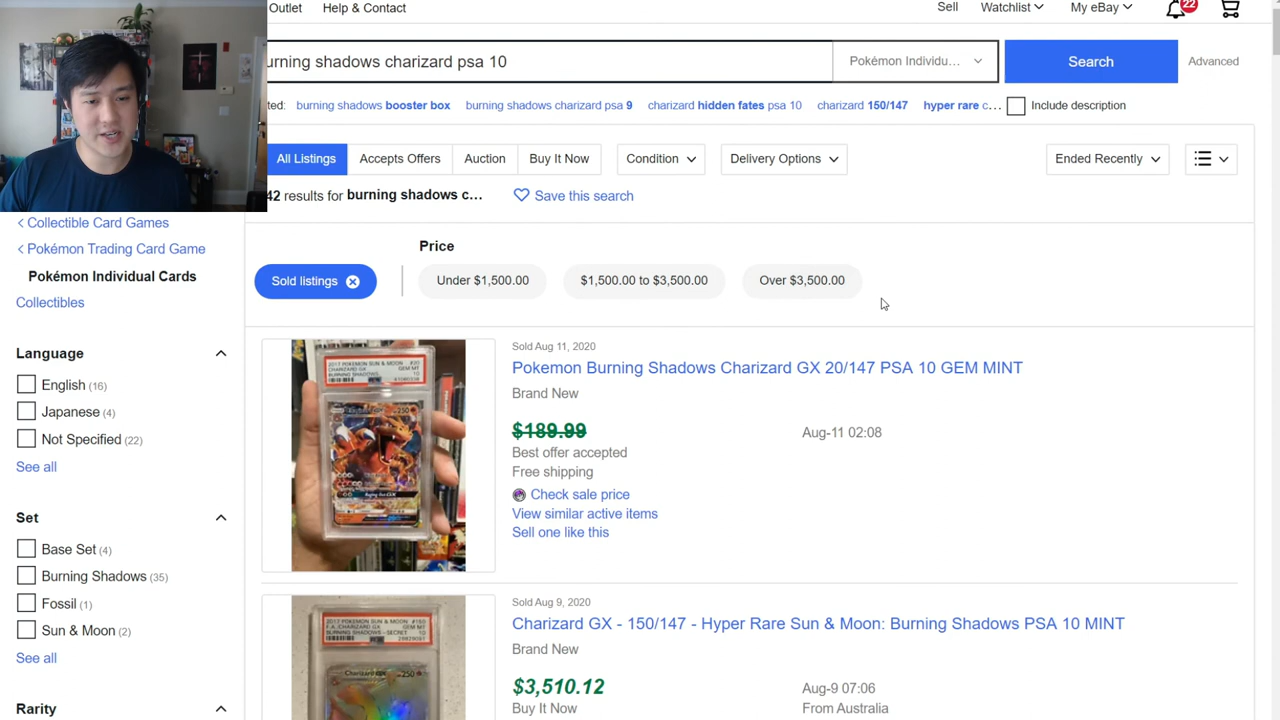 Outlet Help & Contact Sell Watchlist My eBay 22
urning shadows charizard psa 10 Pokémon Individu... Search Advanced
ted: burning shadows booster box burning shadows charizard psa 9 charizard hidden fates psa 10 charizard 150/147 hyper rare c... Include description
All Listings Accepts Offers Auction Buy It Now Condition Delivery Options Ended Recently
42 results for burning shadows c... Save this search
< Collectible Card Games
< Pokémon Trading Card Game
Pokémon Individual Cards
Collectibles
Price
Sold listings Under $1,500.00 $1,500.00 to $3,500.00 Over $3,500.00
Language
English (16)
Japanese (4)
Not Specified (22)
See all
Set
Base Set (4)
Burning Shadows (35)
Fossil (1)
Sun & Moon (2)
See all
Rarity
Sold Aug 11, 2020
Pokemon Burning Shadows Charizard GX 20/147 PSA 10 GEM MINT
Brand New
$189.99 Aug-11 02:08
Best offer accepted
Free shipping
Check sale price
View similar active items
Sell one like this
Sold Aug 9, 2020
Charizard GX - 150/147 - Hyper Rare Sun & Moon: Burning Shadows PSA 10 MINT
Brand New
$3,510.12 Aug-9 07:06
Buy It Now From Australia